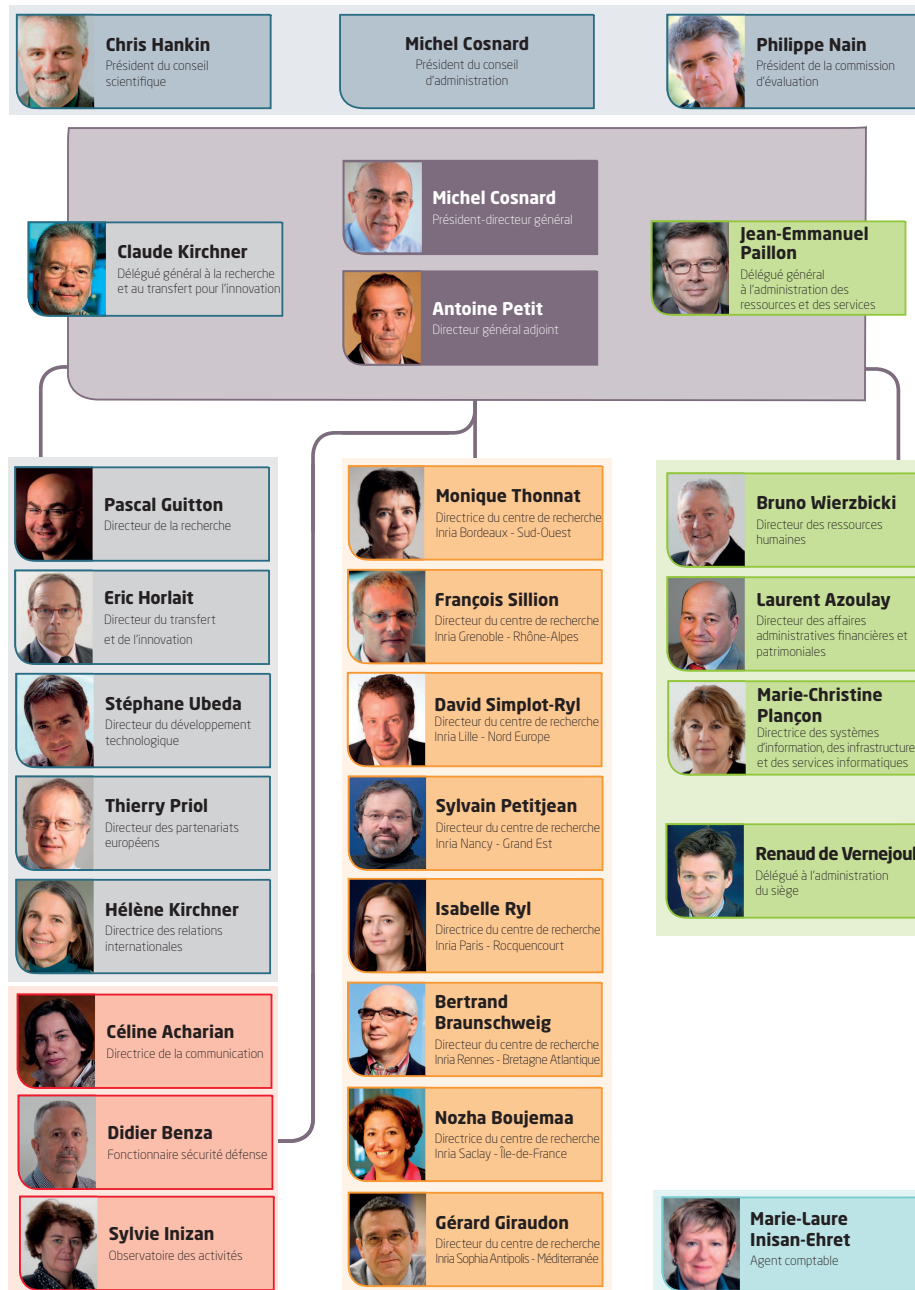 Chris Hankin
Président du conseil
scientifique
Michel Cosnard
Président du conseil
d'administration
Philippe Nain
Président de la commission
d'évaluation
Michel Cosnard
Président-directeur général
Claude Kirchner
Délégué général à la recherche
et au transfert pour l'innovation
Jean-Emmanuel
Paillon
Délégué général
à l'administration des
ressources et des services
Antoine Petit
Directeur général adjoint
Pascal Guitton
Directeur de la recherche
Eric Horlait
Directeur du transfert
et de l'innovation
Stéphane Ubeda
Directeur du développement
technologique
Thierry Priol
Directeur des partenariats
européens
Hélène Kirchner
Directrice des relations
internationales
Céline Acharian
Directrice de la communication
Didier Benza
Fonctionnaire sécurité défense
Sylvie Inizan
Observatoire des activités
Monique Thonnat
Directrice du centre de recherche
Inria Bordeaux - Sud-Ouest
François Sillion
Directeur du centre de recherche
Inria Grenoble - Rhône-Alpes
David Simplot-Ryl
Directeur du centre de recherche
Inria Lille - Nord Europe
Sylvain Petitjean
Directeur du centre de recherche
Inria Nancy - Grand Est
Isabelle Ryl
Directrice du centre de recherche
Inria Paris - Rocquencourt
Bertrand
Braunschweig
Directeur du centre de recherche
Inria Rennes - Bretagne Atlantique
Nozha Boujemaa
Directrice du centre de recherche
Inria Saclay - Île-de-France
Gérard Giraudon
Directeur du centre de recherche
Inria Sophia Antipolis - Méditerranée
Bruno Wierzbicki
Directeur des ressources
humaines
Laurent Azoulay
Directeur des affaires
administratives financières et
patrimoniales
Marie-Christine
Plançon
Directrice des systèmes
d'information, des infrastructure
et des services informatiques
Renaud de Vernejoul
Délégué à l'administration
du siège
Marie-Laure
Inisan-Ehret
Agent comptable